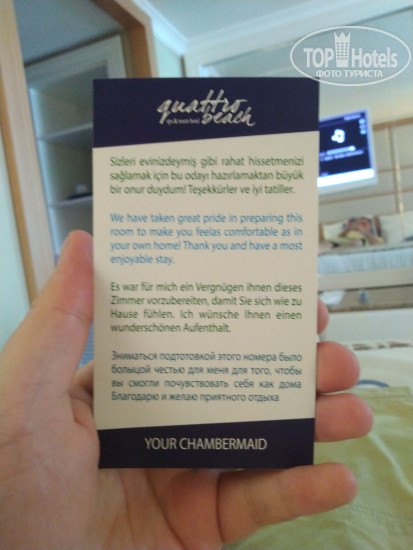 TOP Hotels
ФОТО ТУРИСТА
quattro
beach
Sizleri evinizdeymiş gibi rahat hissetmenizi
sağlamak için bu odayı hazırlamaktan büyük
bir onur duydum! Teşekkürler ve iyi tatiller.
We have taken great pride in preparing this
room to make you feelas comfortable as in
your own home! Thank you and have a most
enjoyable stay.
Es war für mich ein Vergnügen ihnen dieses
Zimmer vorzubereiten, damit Sie sich wie zu
Hause fühlen. Ich wünsche Ihnen einen
wunderschönen Aufenthalt.
Зниматься подтотовкой этого номера было
большой честью для меня для того, чтобы
вы смогли почувствовать себя как дома
Благодарю и желаю приятного отдыха
YOUR CHAMBERMAID